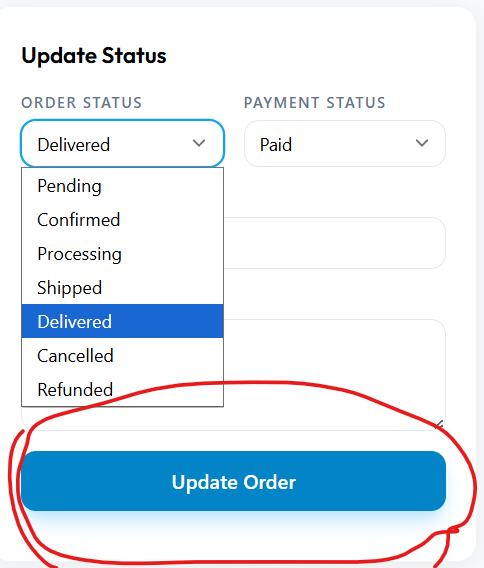 Update Status
ORDER STATUS PAYMENT STATUS
Delivered Paid
Pending
Confirmed
Processing
Shipped
Delivered
Cancelled
Refunded
Update Order